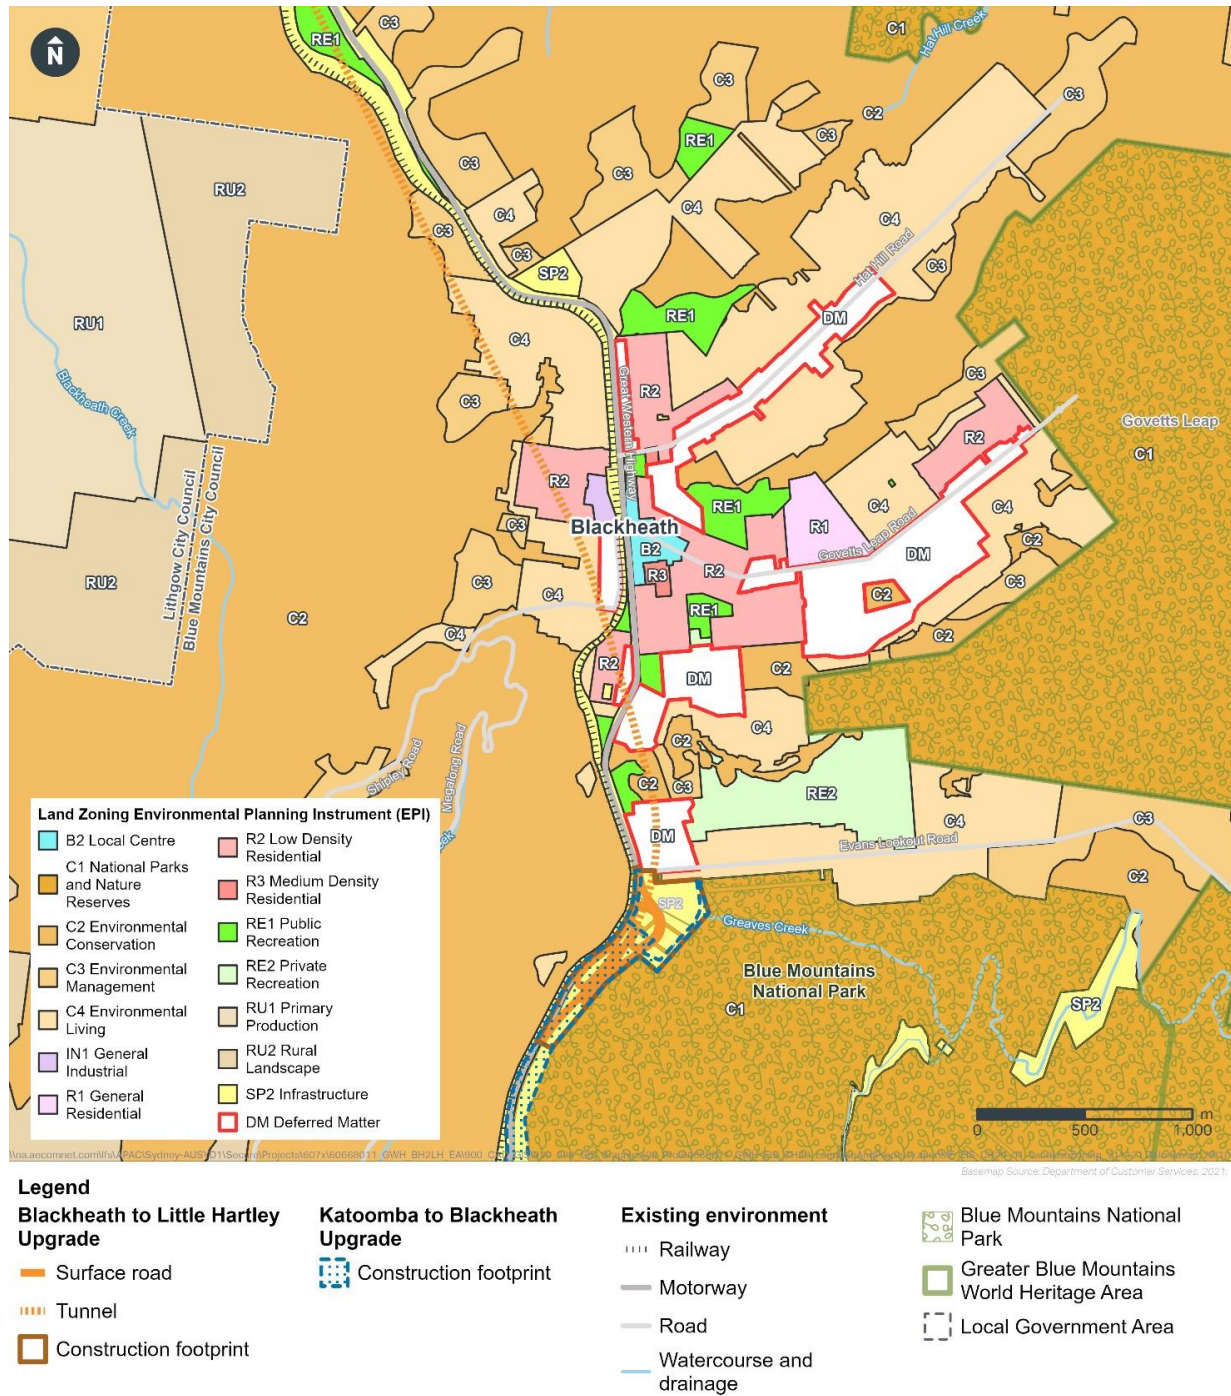 N
RE1
C3
C1
Hat Hill Creek
C3
C3
C2
RE1
C3
RU2
C3
C3
C4
C4
C4
C3
C3
C3
SP2
Hat Hill Road
RU1
RE1
DM
C4
Great Western Highway
R2
C3
Blackheath Creek
C3
R2
Govetts Leap
C1
R2
RE1
C4
C4
R1
Blackheath
Govetts Leap Road
C3
B2
DM
C2
Lithgow City Council
Blue Mountains City Council
RU2
C3
R3
R2
C3
C4
C2
RE1
C2
C4
C2
R2
DM
C2
C4
C2
Shipley Road
Megalong Road
C2
C3
RE2
C4
C3
DM
Evans Lookout Road
C2
SP2
Greaves Creek
Blue Mountains
National Park
C1
SP2
Land Zoning Environmental Planning Instrument (EPI)
B2 Local Centre
C1 National Parks
and Nature
Reserves
C2 Environmental
Conservation
C3 Environmental
Management
C4 Environmental
Living
IN1 General
Industrial
R1 General
Residential
R2 Low Density
Residential
R3 Medium Density
Residential
RE1 Public
Recreation
RE2 Private
Recreation
RU1 Primary
Production
RU2 Rural
Landscape
SP2 Infrastructure
DM Deferred Matter
m
0 500 1,000
Basemap Source: Department of Customer Services, 2021;
Legend
Blackheath to Little Hartley
Upgrade
Surface road
Tunnel
Construction footprint
Katoomba to Blackheath
Upgrade
Construction footprint
Existing environment
Railway
Motorway
Road
Watercourse and
drainage
Blue Mountains National
Park
Greater Blue Mountains
World Heritage Area
Local Government Area